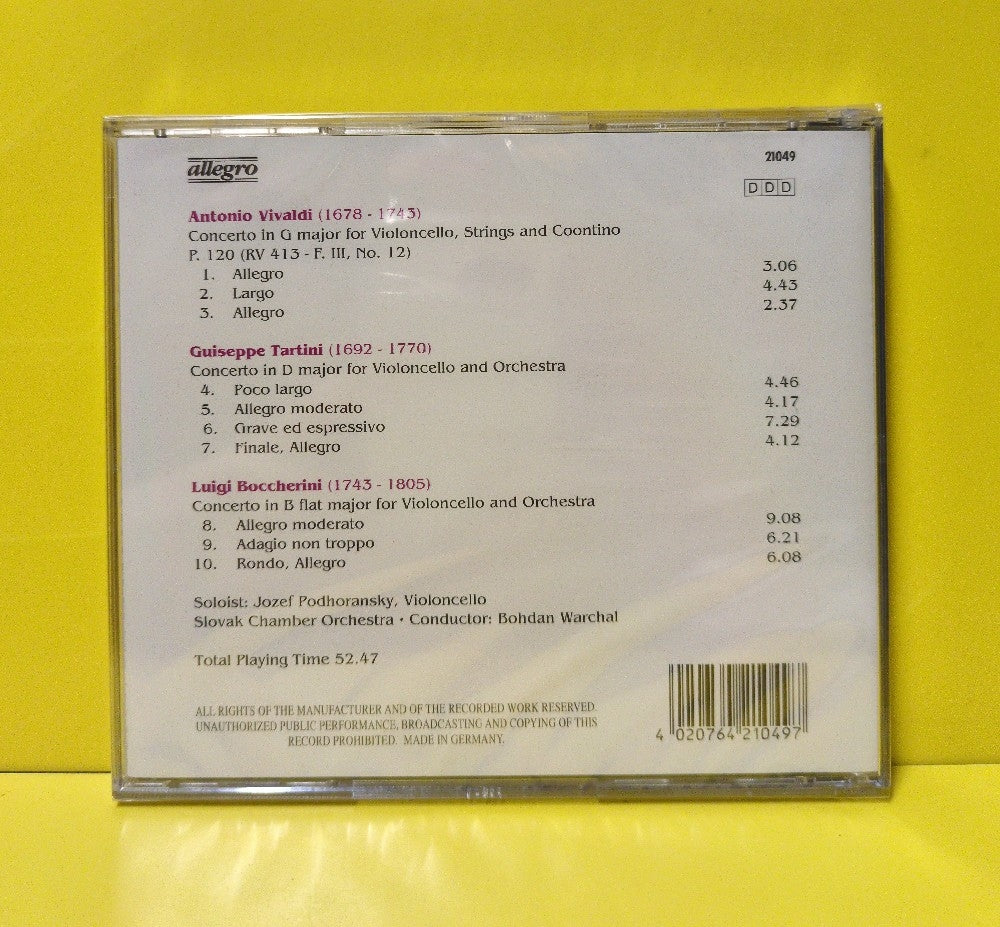 allegro
21049
DDD
Antonio Vivaldi (1678 - 1743)
Concerto in G major for Violoncello, Strings and Coontino
P. 120 (RV 413 - F. III, No. 12)
1. Allegro 3.06
2. Largo 4.43
3. Allegro 2.37
Guiseppe Tartini (1692 - 1770)
Concerto in D major for Violoncello and Orchestra
4. Poco largo 4.46
5. Allegro moderato 4.17
6. Grave ed espressivo 7.29
7. Finale, Allegro 4.12
Luigi Boccherini (1743 - 1805)
Concerto in B flat major for Violoncello and Orchestra
8. Allegro moderato 9.08
9. Adagio non troppo 6.21
10. Rondo, Allegro 6.08
Soloist: Jozef Podhoransky, Violoncello
Slovak Chamber Orchestra • Conductor: Bohdan Warchal
Total Playing Time 52.47
ALL RIGHTS OF THE MANUFACTURER AND OF THE RECORDED WORK RESERVED.
UNAUTHORIZED PUBLIC PERFORMANCE, BROADCASTING AND COPYING OF THIS
RECORD PROHIBITED. MADE IN GERMANY.
4 020764 210497